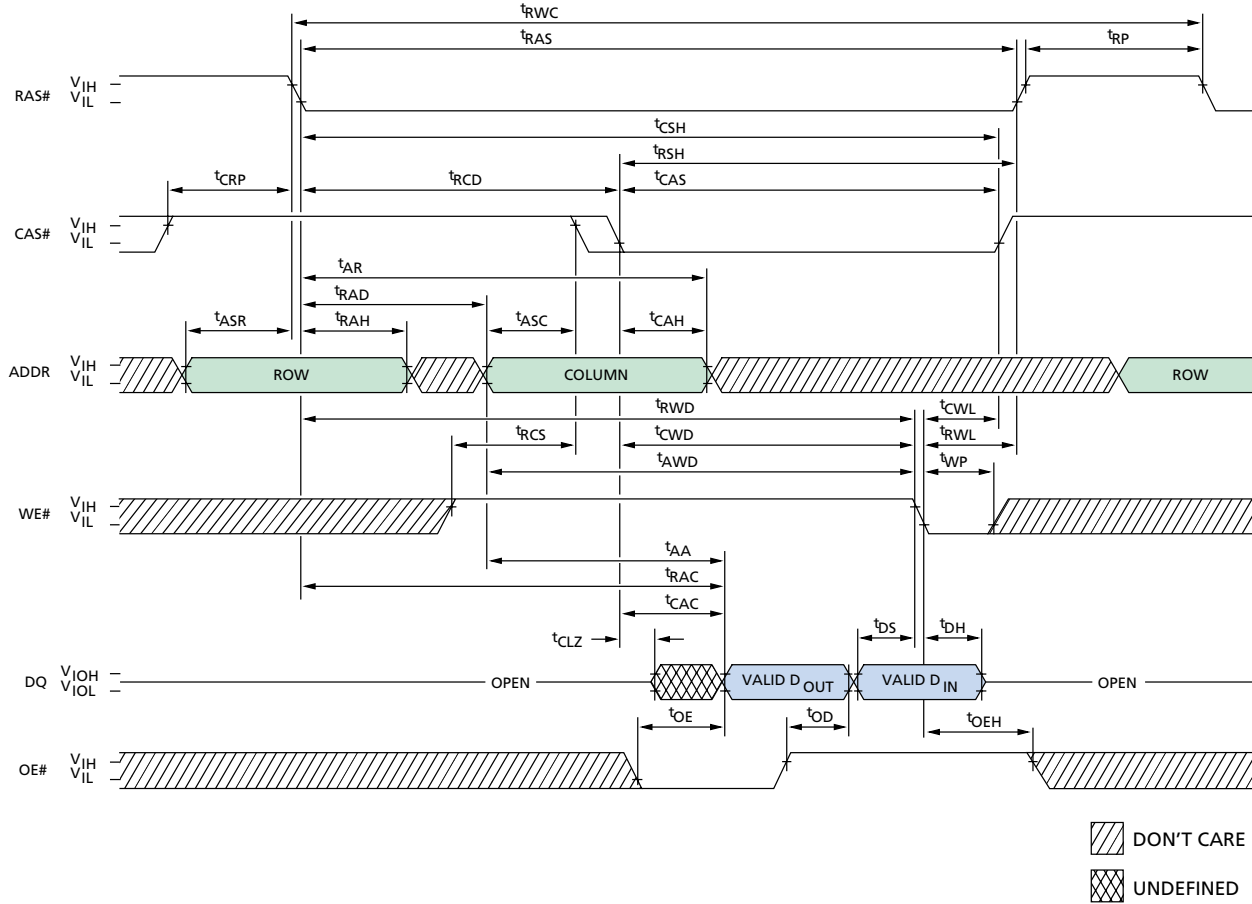 tRWC
tRAS tRP
RAS# VIH
VIL
tCSH
tRSH
tCRP tRCD tCAS
CAS# VIH
VIL
tAR
tRAD
tASR tRAH tASC tCAH
ADDR VIH
VIL
ROW COLUMN ROW
tRWD tCWL
tRCS tCWD tRWL
tAWD tWP
WE# VIH
VIL
tAA
tRAC
tCAC
tCLZ tDS tDH
DQ VIOH
VIOL
OPEN VALID DOUT VALID DIN OPEN
tOE tOD tOEH
OE# VIH
VIL
DON'T CARE
UNDEFINED